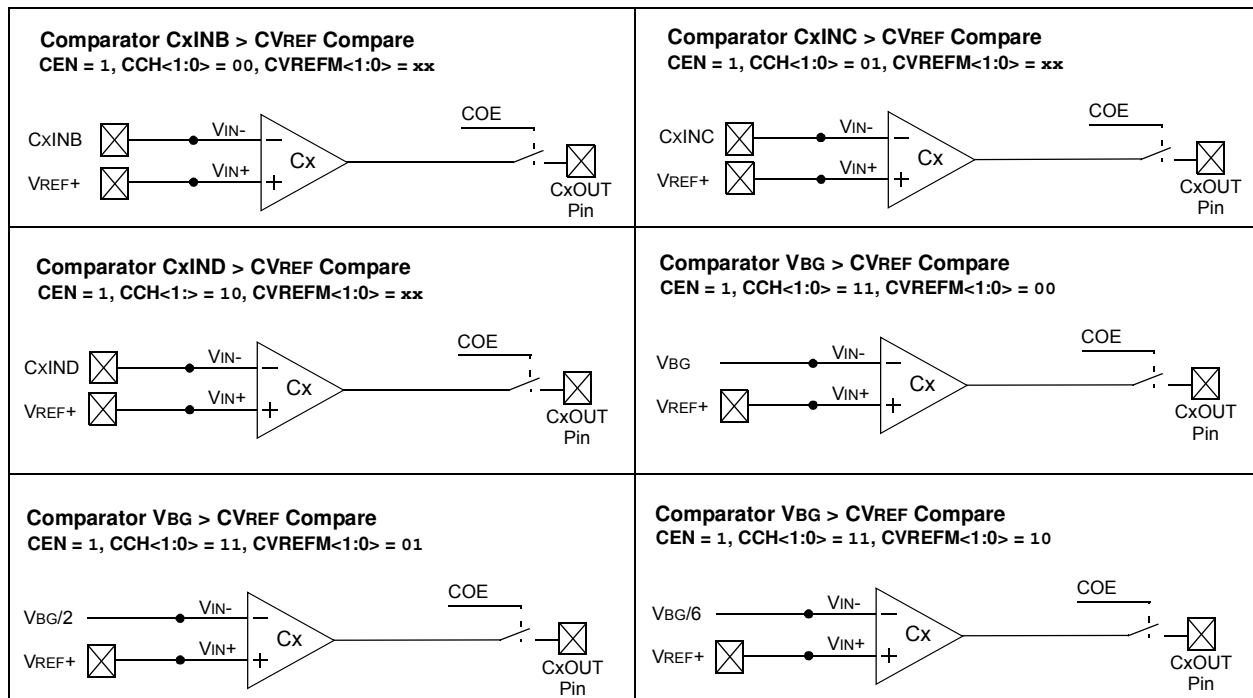 Comparator CxINB > CVREF Compare
CEN = 1, CCH<1:0> = 00, CVREFM<1:0> = xx
COE
CxINB
VIN-
Cx
VREF+
VIN+
CxOUT
Pin
Comparator CxINC > CVREF Compare
CEN = 1, CCH<1:0> = 01, CVREFM<1:0> = xx
COE
CxINC
VIN-
Cx
VREF+
VIN+
CxOUT
Pin
Comparator CxIND > CVREF Compare
CEN = 1, CCH<1:> = 10, CVREFM<1:0> = xx
COE
CxIND
VIN-
Cx
VREF+
VIN+
CxOUT
Pin
Comparator VBG > CVREF Compare
CEN = 1, CCH<1:0> = 11, CVREFM<1:0> = 00
COE
VBG
VIN-
Cx
VREF+
VIN+
CxOUT
Pin
Comparator VBG > CVREF Compare
CEN = 1, CCH<1:0> = 11, CVREFM<1:0> = 01
COE
VBG/2
VIN-
Cx
VREF+
VIN+
CxOUT
Pin
Comparator VBG > CVREF Compare
CEN = 1, CCH<1:0> = 11, CVREFM<1:0> = 10
COE
VBG/6
VIN-
Cx
VREF+
VIN+
CxOUT
Pin